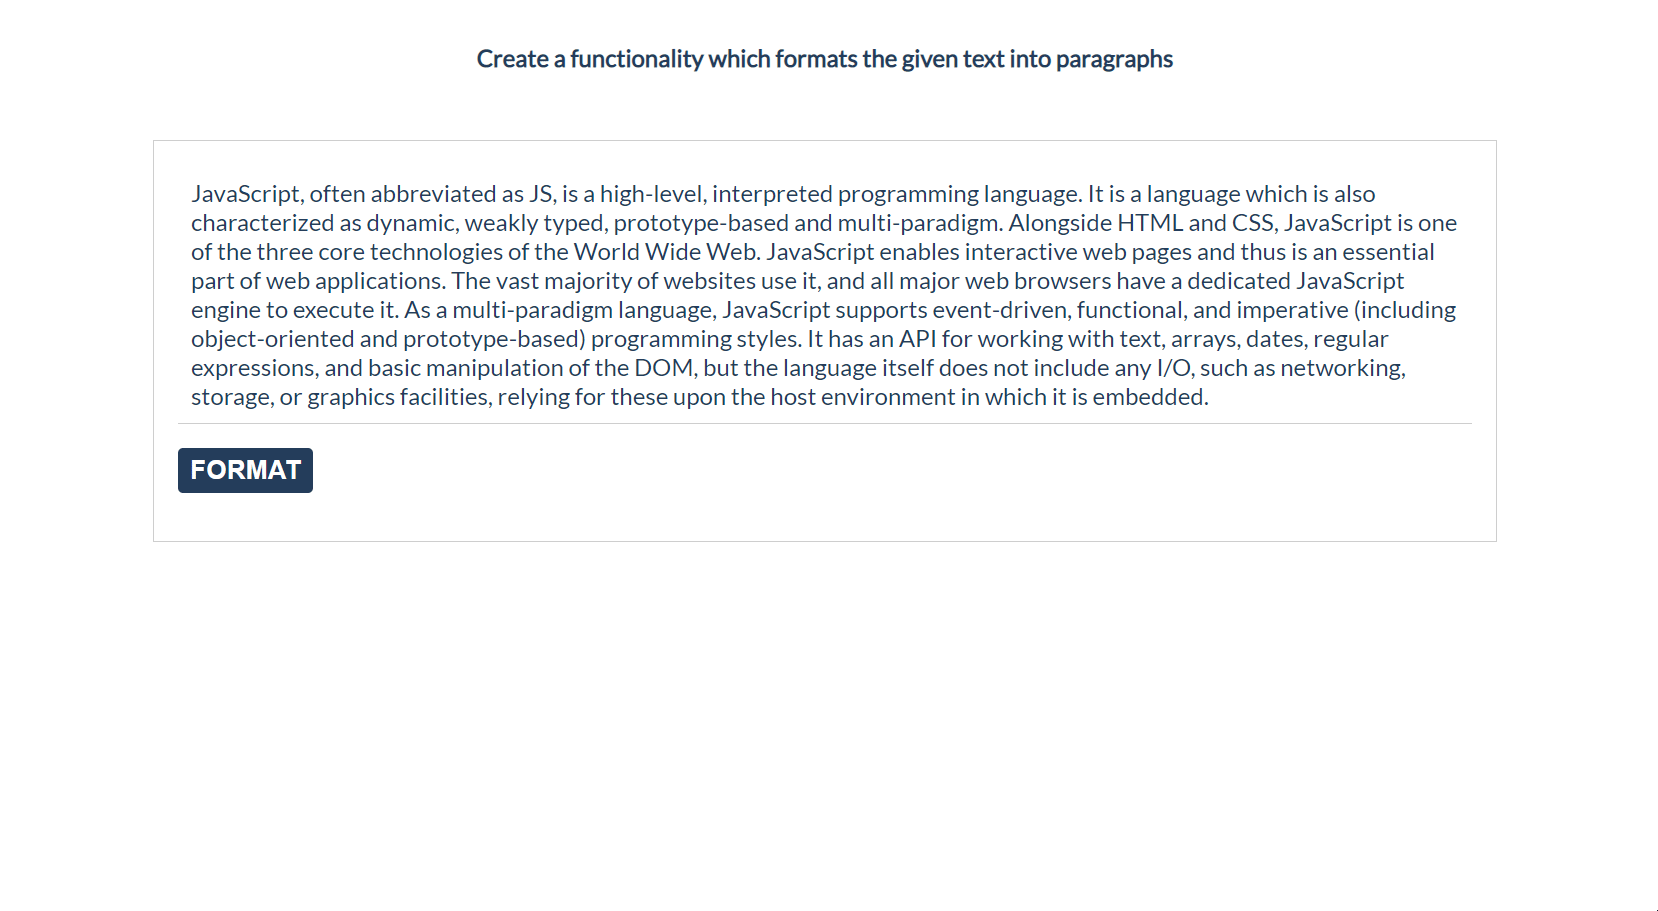 Create a functionality which formats the given text into paragraphs
JavaScript, often abbreviated as JS, is a high-level, interpreted programming language. It is a language which is also
characterized as dynamic, weakly typed, prototype-based and multi-paradigm. Alongside HTML and CSS, JavaScript is one
of the three core technologies of the World Wide Web. JavaScript enables interactive web pages and thus is an essential
part of web applications. The vast majority of websites use it, and all major web browsers have a dedicated JavaScript
engine to execute it. As a multi-paradigm language, JavaScript supports event-driven, functional, and imperative (including
object-oriented and prototype-based) programming styles. It has an API for working with text, arrays, dates, regular
expressions, and basic manipulation of the DOM, but the language itself does not include any I/O, such as networking,
storage, or graphics facilities, relying for these upon the host environment in which it is embedded.
FORMAT